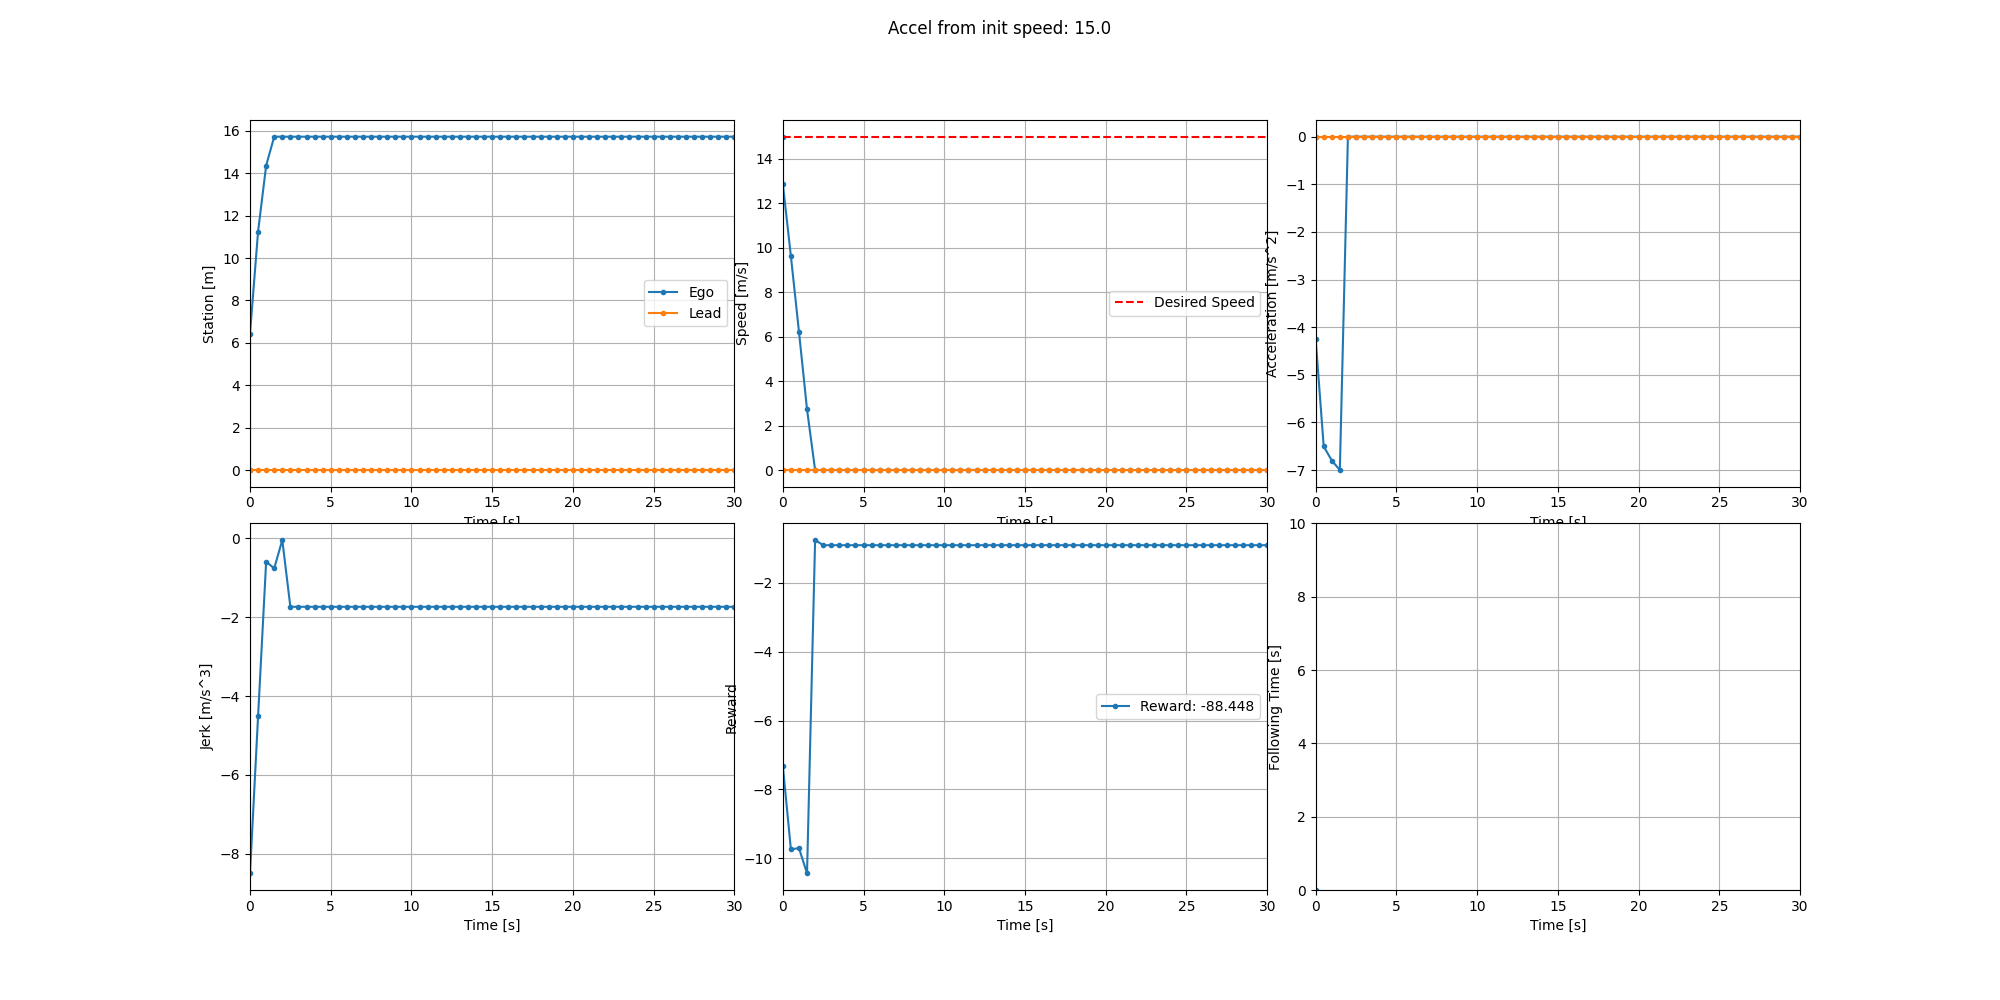 Accel from init speed: 15.0
16
14
12
10
8
6
4
2
0
Station [m]
Ego
Lead
0 5 10 15 20 25 30
Time [s]
14
12
10
8
6
4
2
0
Speed [m/s]
Desired Speed
0 5 10 15 20 25 30
Time [s]
0
−1
−2
−3
−4
−5
−6
−7
Acceleration [m/s^2]
0 5 10 15 20 25 30
Time [s]
0
−2
−4
−6
−8
Jerk [m/s^3]
0 5 10 15 20 25 30
Time [s]
−2
−4
−6
−8
−10
Reward
Reward: -88.448
0 5 10 15 20 25 30
Time [s]
10
8
6
4
2
0
Following Time [s]
0 5 10 15 20 25 30
Time [s]